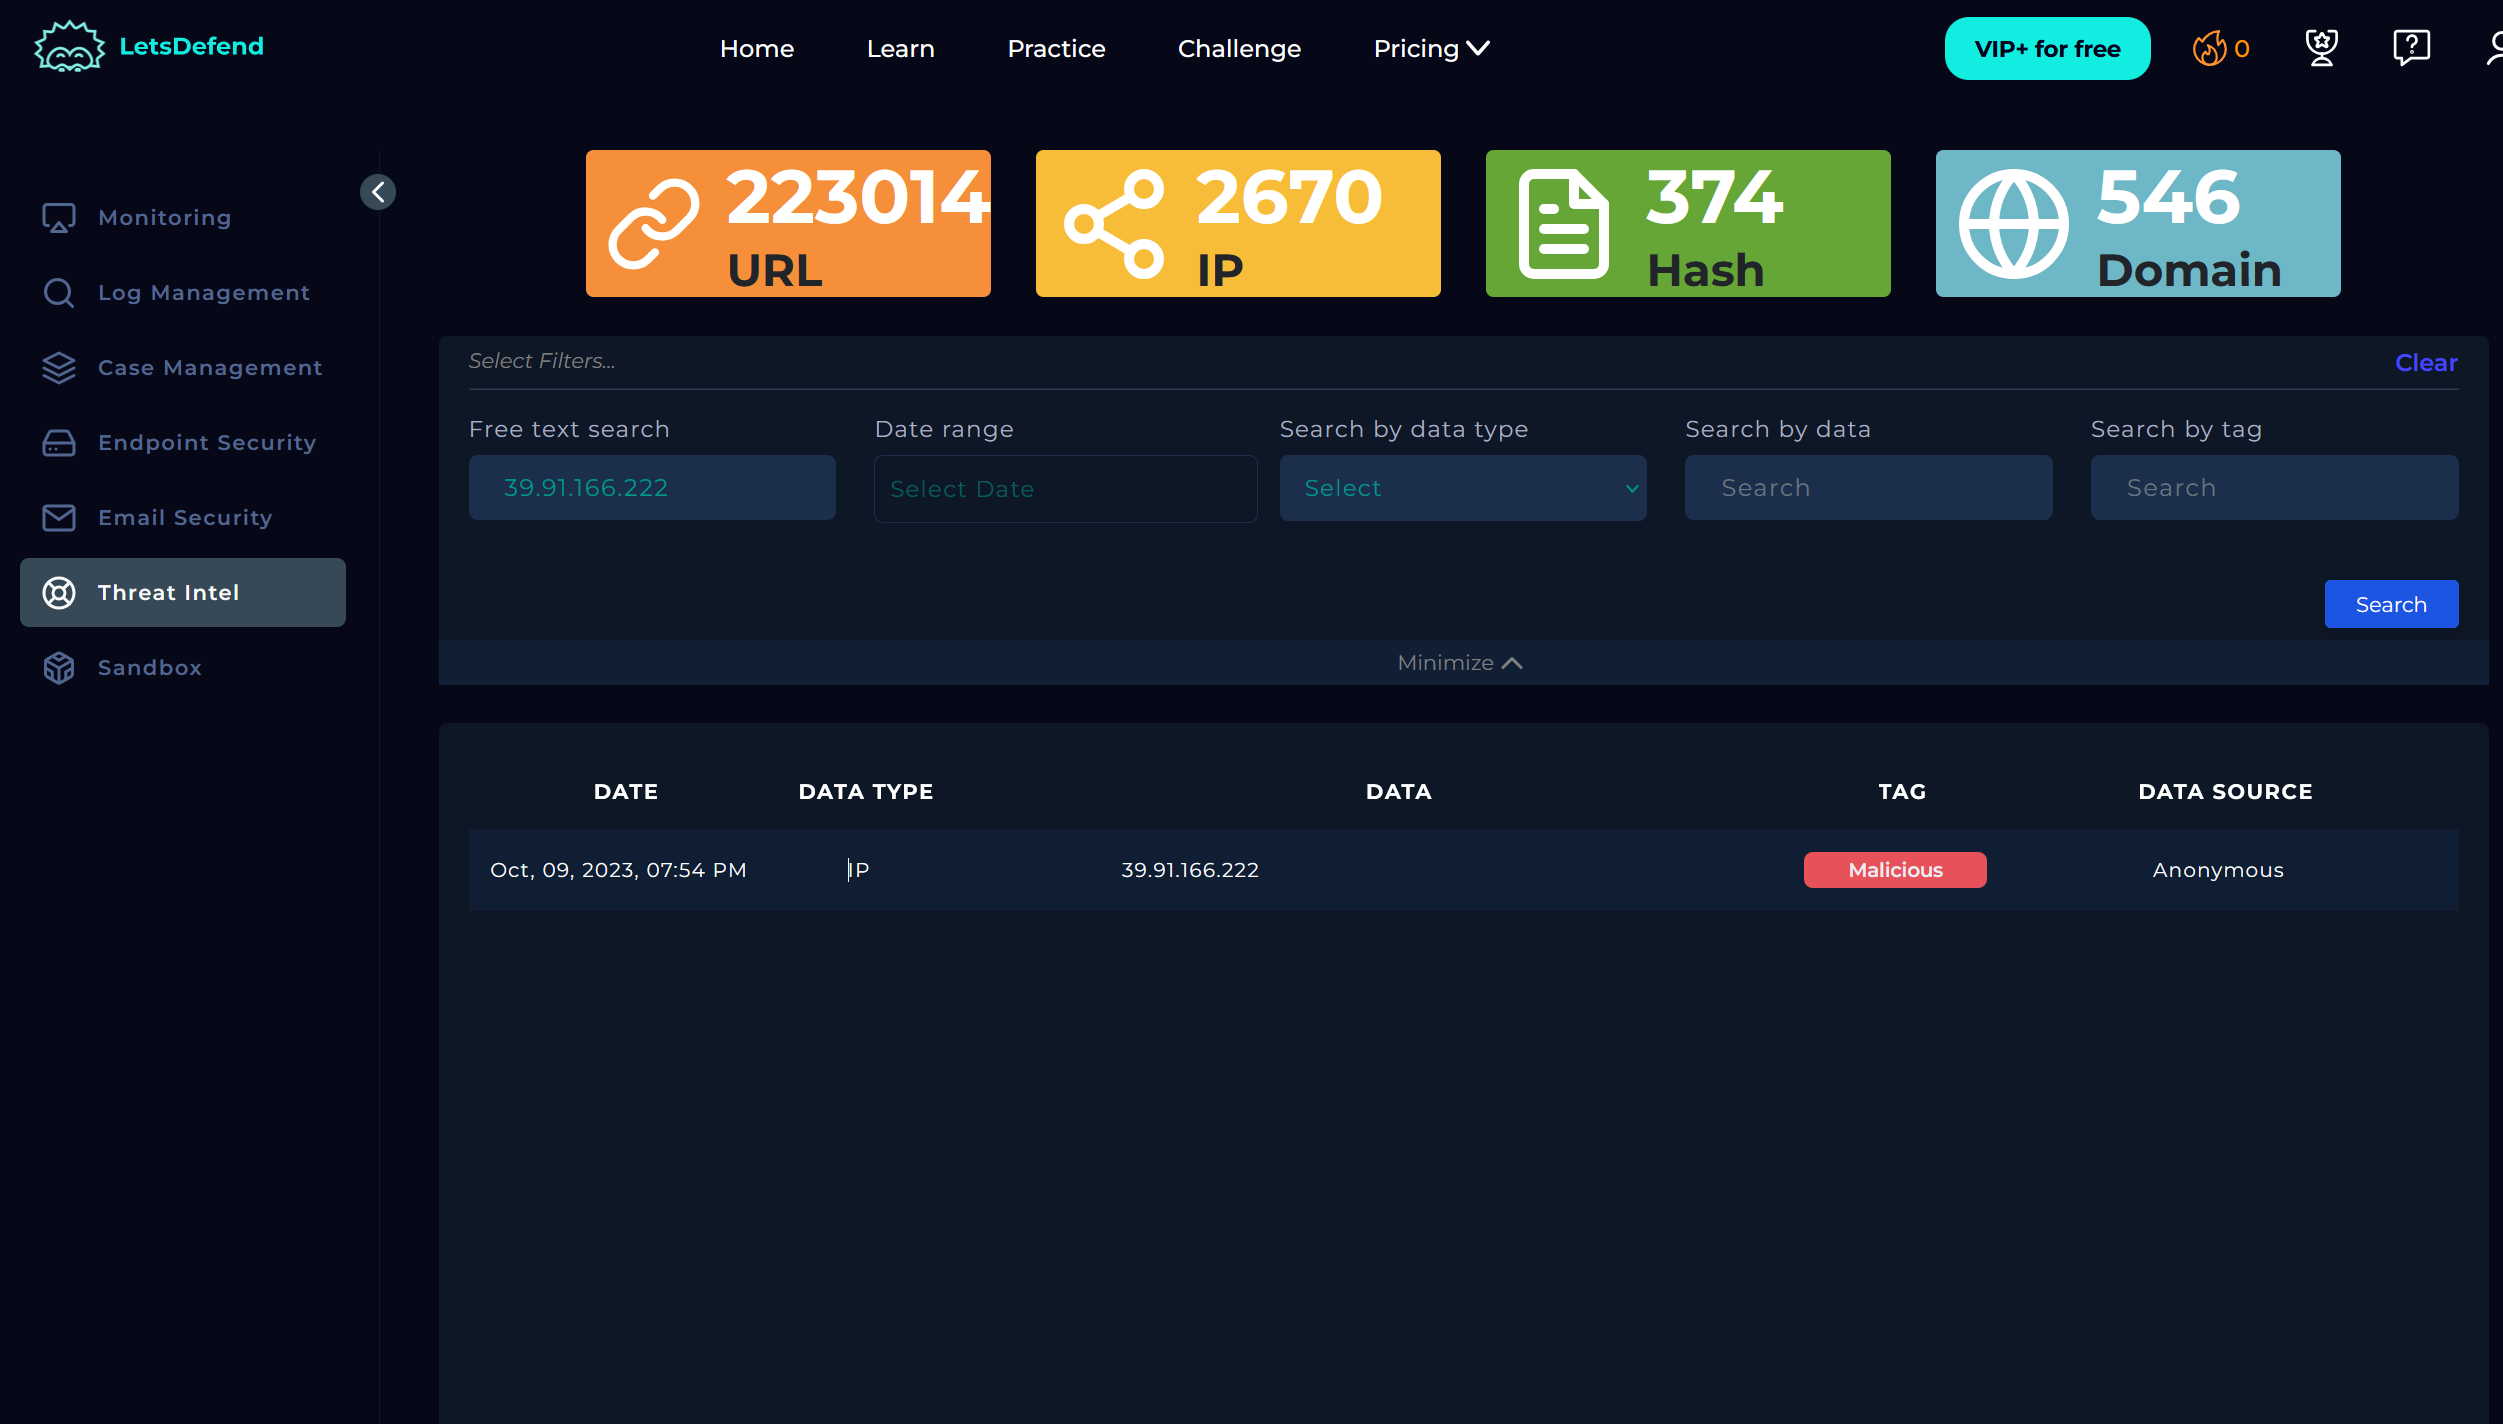 LetsDefend
Home Learn Practice Challenge Pricing
VIP+ for free 0
Monitoring
Log Management
Case Management
Endpoint Security
Email Security
Threat Intel
Sandbox
223014
URL
2670
IP
374
Hash
546
Domain
Select Filters...
Clear
Free text search Date range Search by data type Search by data Search by tag
39.91.166.222 Select Date Select Search Search
Search
Minimize
DATE DATA TYPE DATA TAG DATA SOURCE
Oct, 09, 2023, 07:54 PM IP 39.91.166.222 Malicious Anonymous